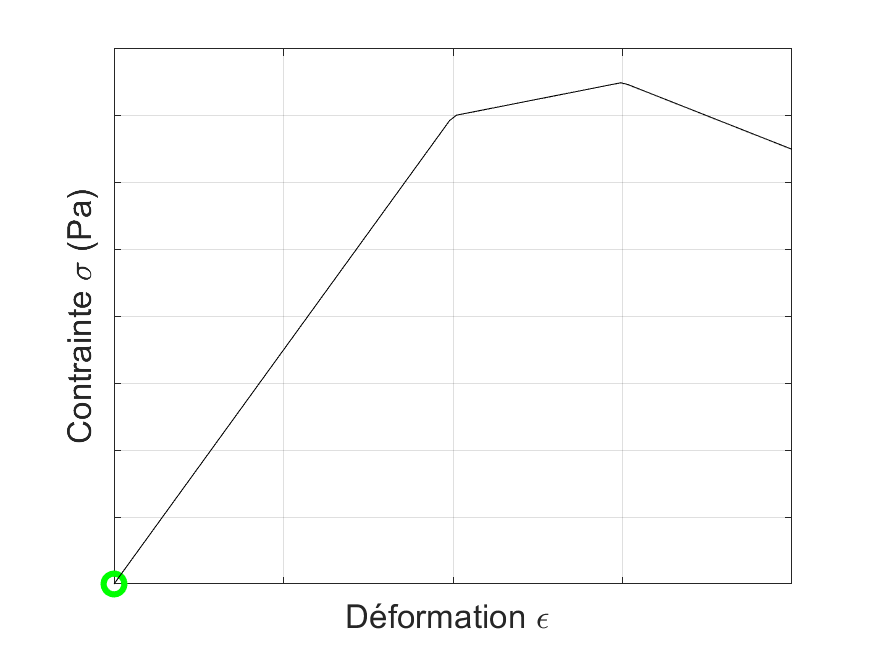 Contrainte σ (Pa)
Déformation ϵ